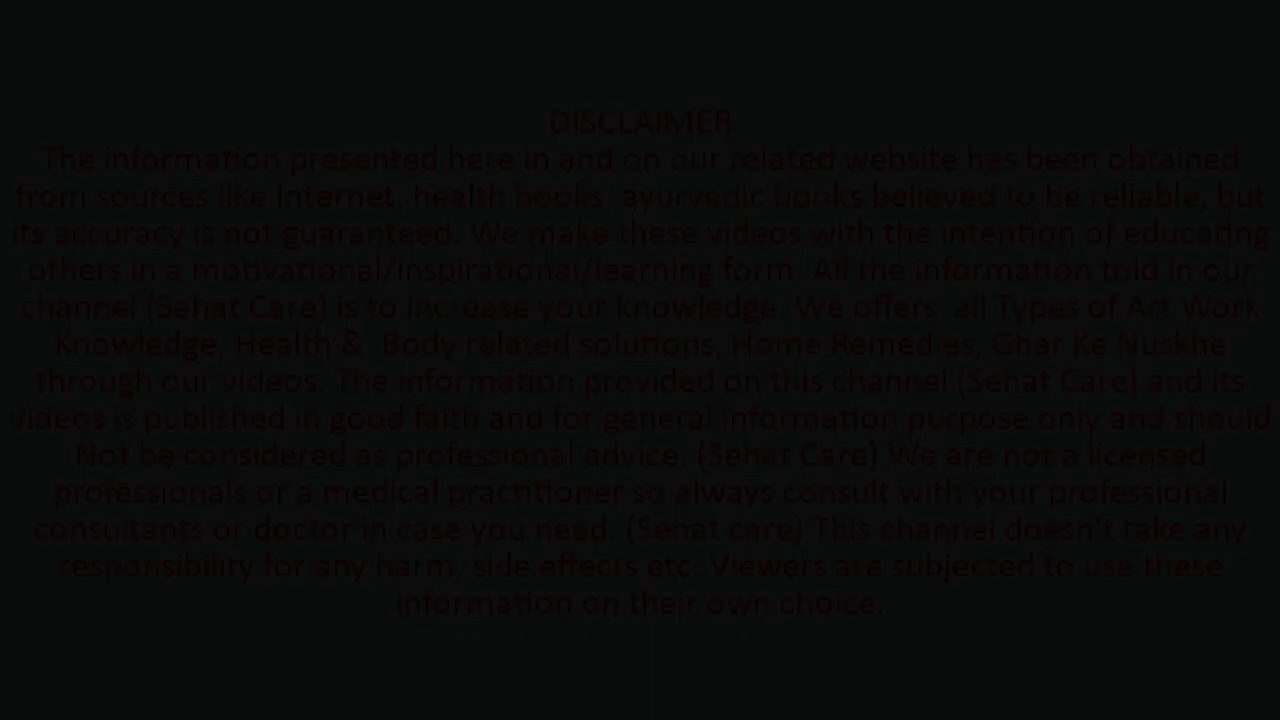 DISCLAIMER
The information presented here in and on our related website has been obtained
from sources like Internet, health books, ayurvedic books believed to be reliable, but
its accuracy is not guaranteed. We make these videos with the intention of educating
others in a motivational/inspirational/learning form. All the information told in our
channel (Sehat Care) is to increase your knowledge. We offers all Types of Art Work
Knowledge, Health & Body related solutions, Home Remedies, Ghar Ke Nuskhe
through our videos. The information provided on this channel (Sehat Care) and its
videos is published in good faith and for general information purpose only and should
Not be considered as professional advice. (Sehat Care) We are not a licensed
professionals or a medical practitioner so always consult with your professional
consultants or doctor in case you need. (Sehat care) This channel doesn't take any
responsibility for any harm, side effects etc. Viewers are subjected to use these
information on their own choice.